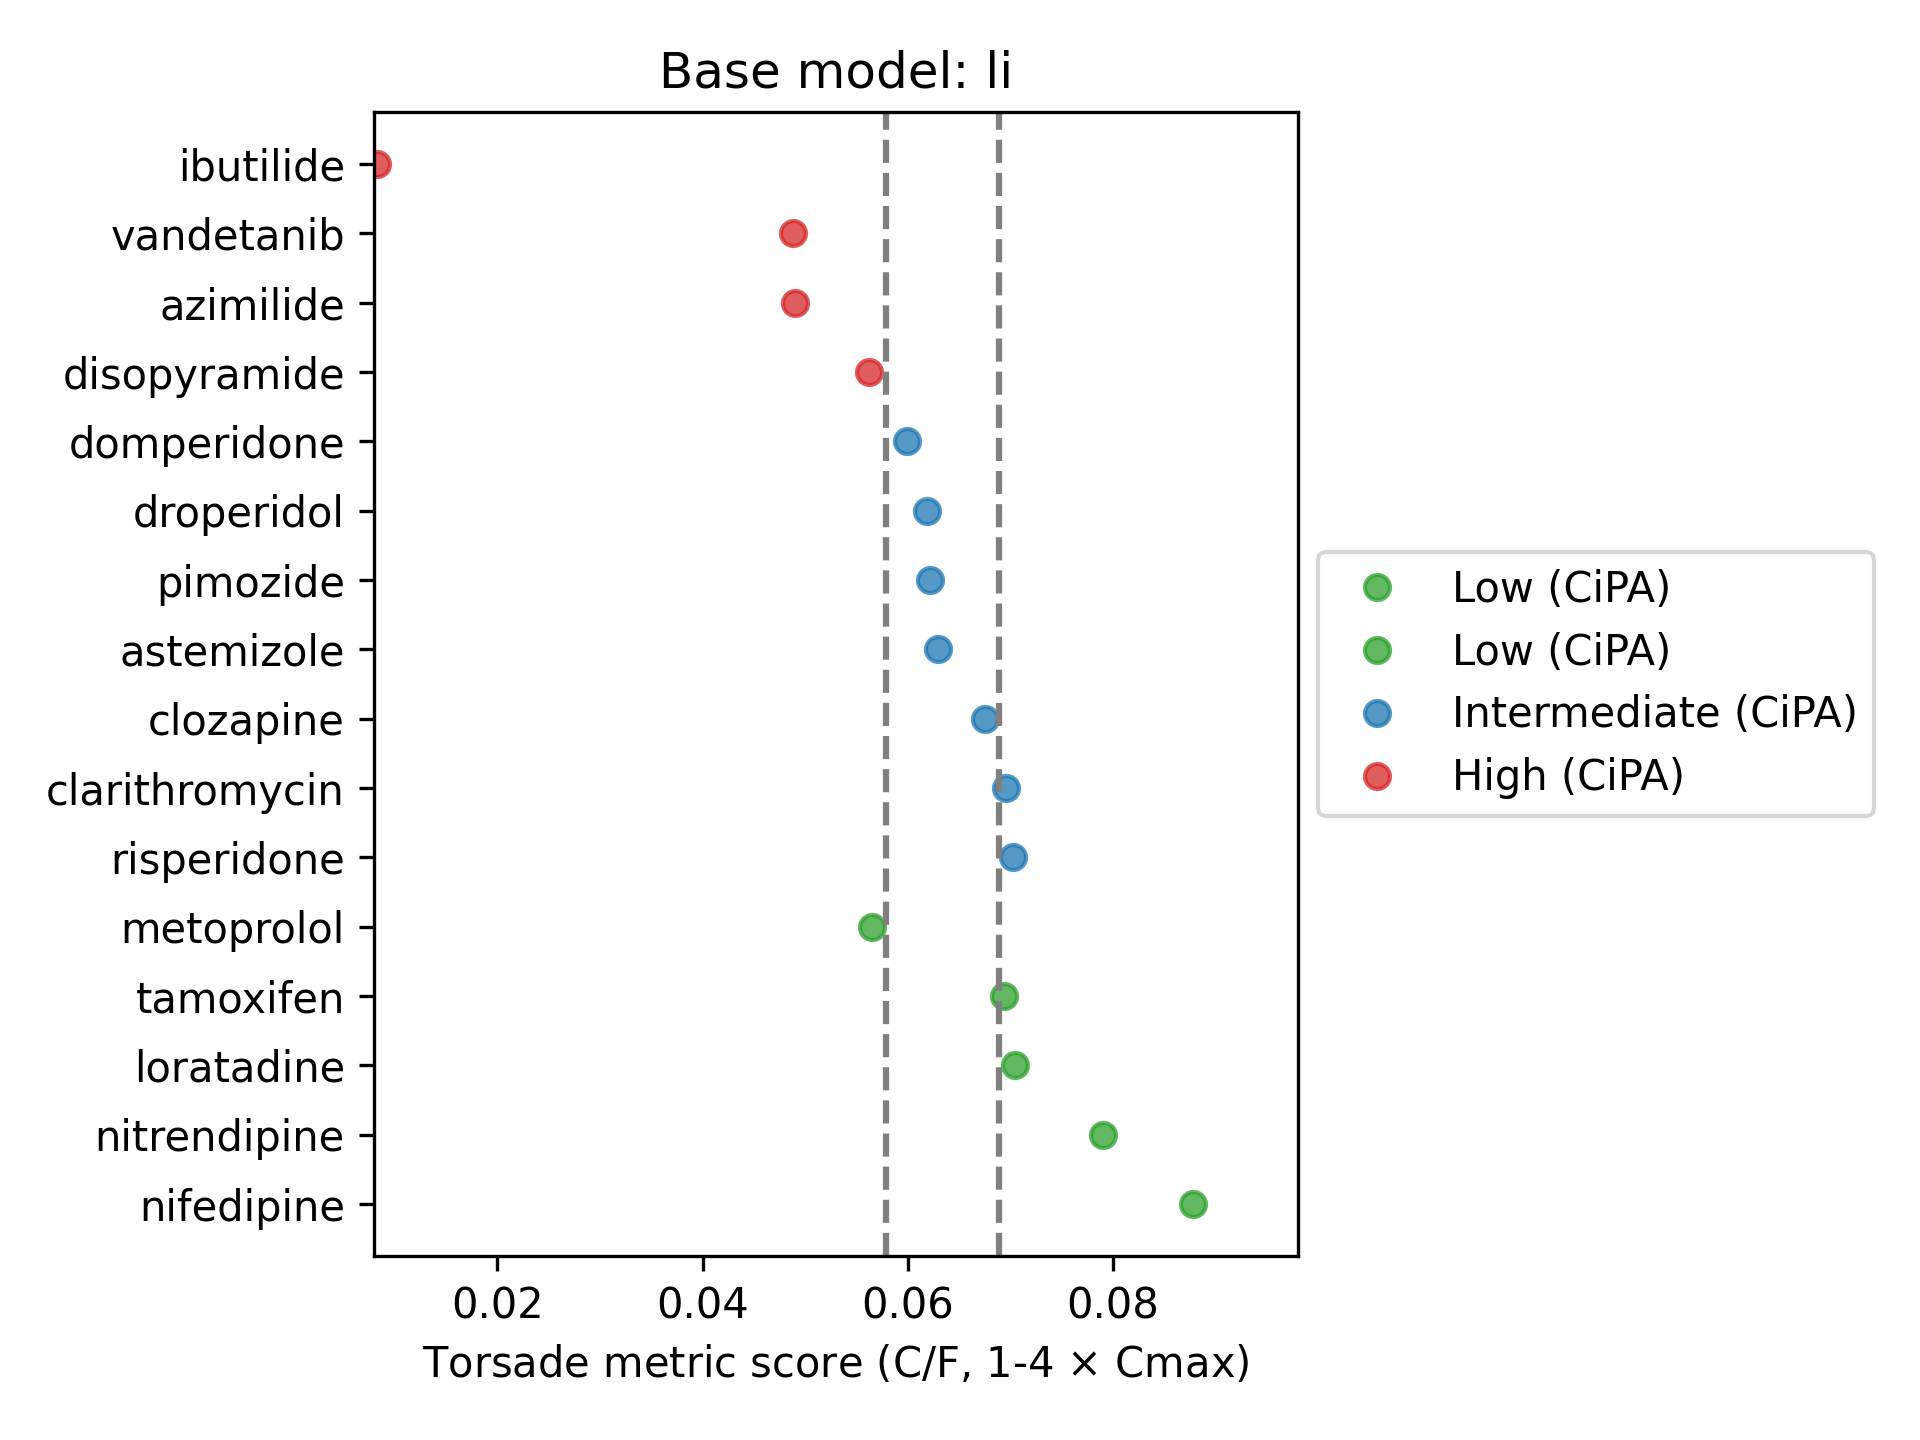 Base model: li
ibutilide
vandetanib
azimilide
disopyramide
domperidone
droperidol
pimozide
astemizole
clozapine
clarithromycin
risperidone
metoprolol
tamoxifen
loratadine
nitrendipine
nifedipine
0.02 0.04 0.06 0.08
Torsade metric score (C/F, 1-4 × Cmax)
Low (CiPA)
Low (CiPA)
Intermediate (CiPA)
High (CiPA)